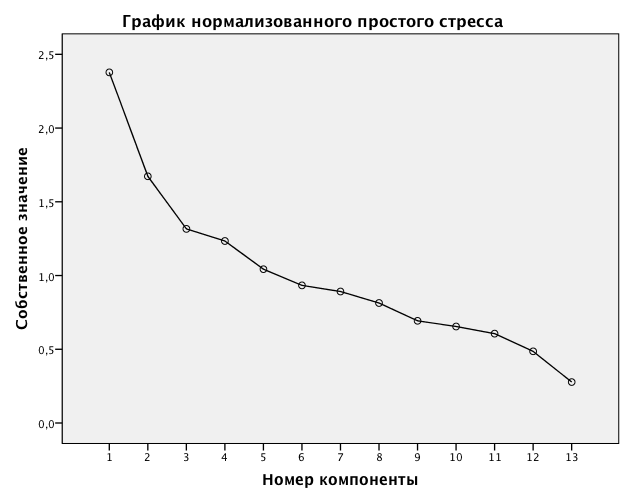 График нормализованного простого стресса
Собственное значение
2,5
2,0
1,5
1,0
0,5
0,0
1 2 3 4 5 6 7 8 9 10 11 12 13
Номер компоненты